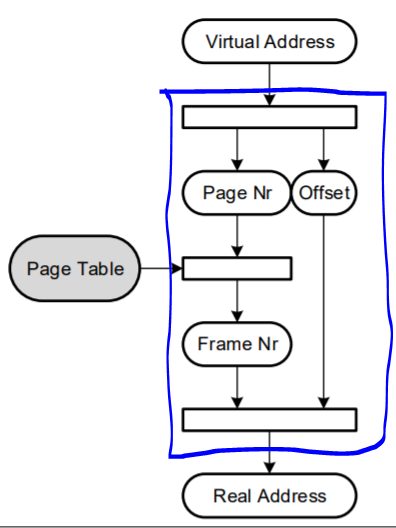 Virtual Address
Page Nr
Offset
Page Table
Frame Nr
Real Address